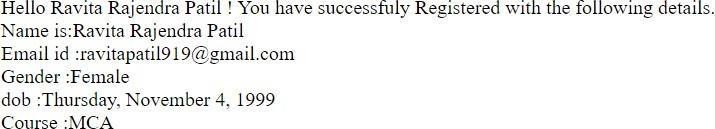 Hello Ravita Rajendra Patil ! You have successfuly Registered with the following details.
Name is:Ravita Rajendra Patil
Email id :ravitapatil919@gmail.com
Gender :Female
dob :Thursday, November 4, 1999
Course :MCA